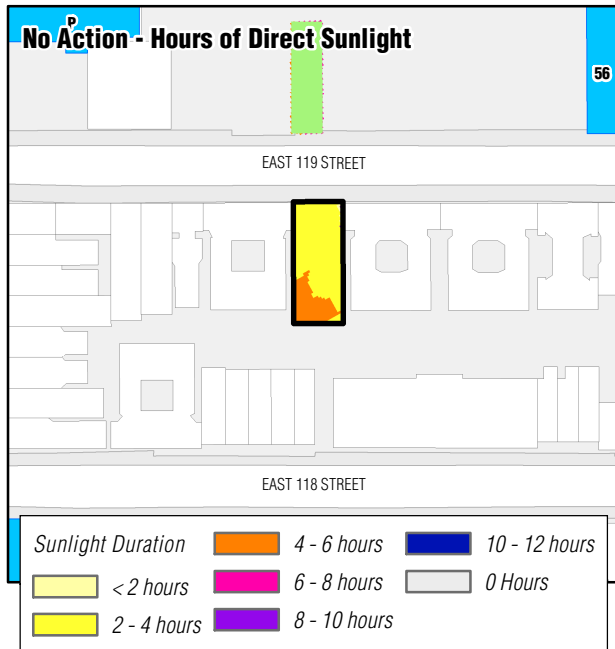 P
No Action - Hours of Direct Sunlight
56
EAST 119 STREET
EAST 118 STREET
Sunlight Duration
< 2 hours
2 - 4 hours
4 - 6 hours
6 - 8 hours
8 - 10 hours
10 - 12 hours
0 Hours